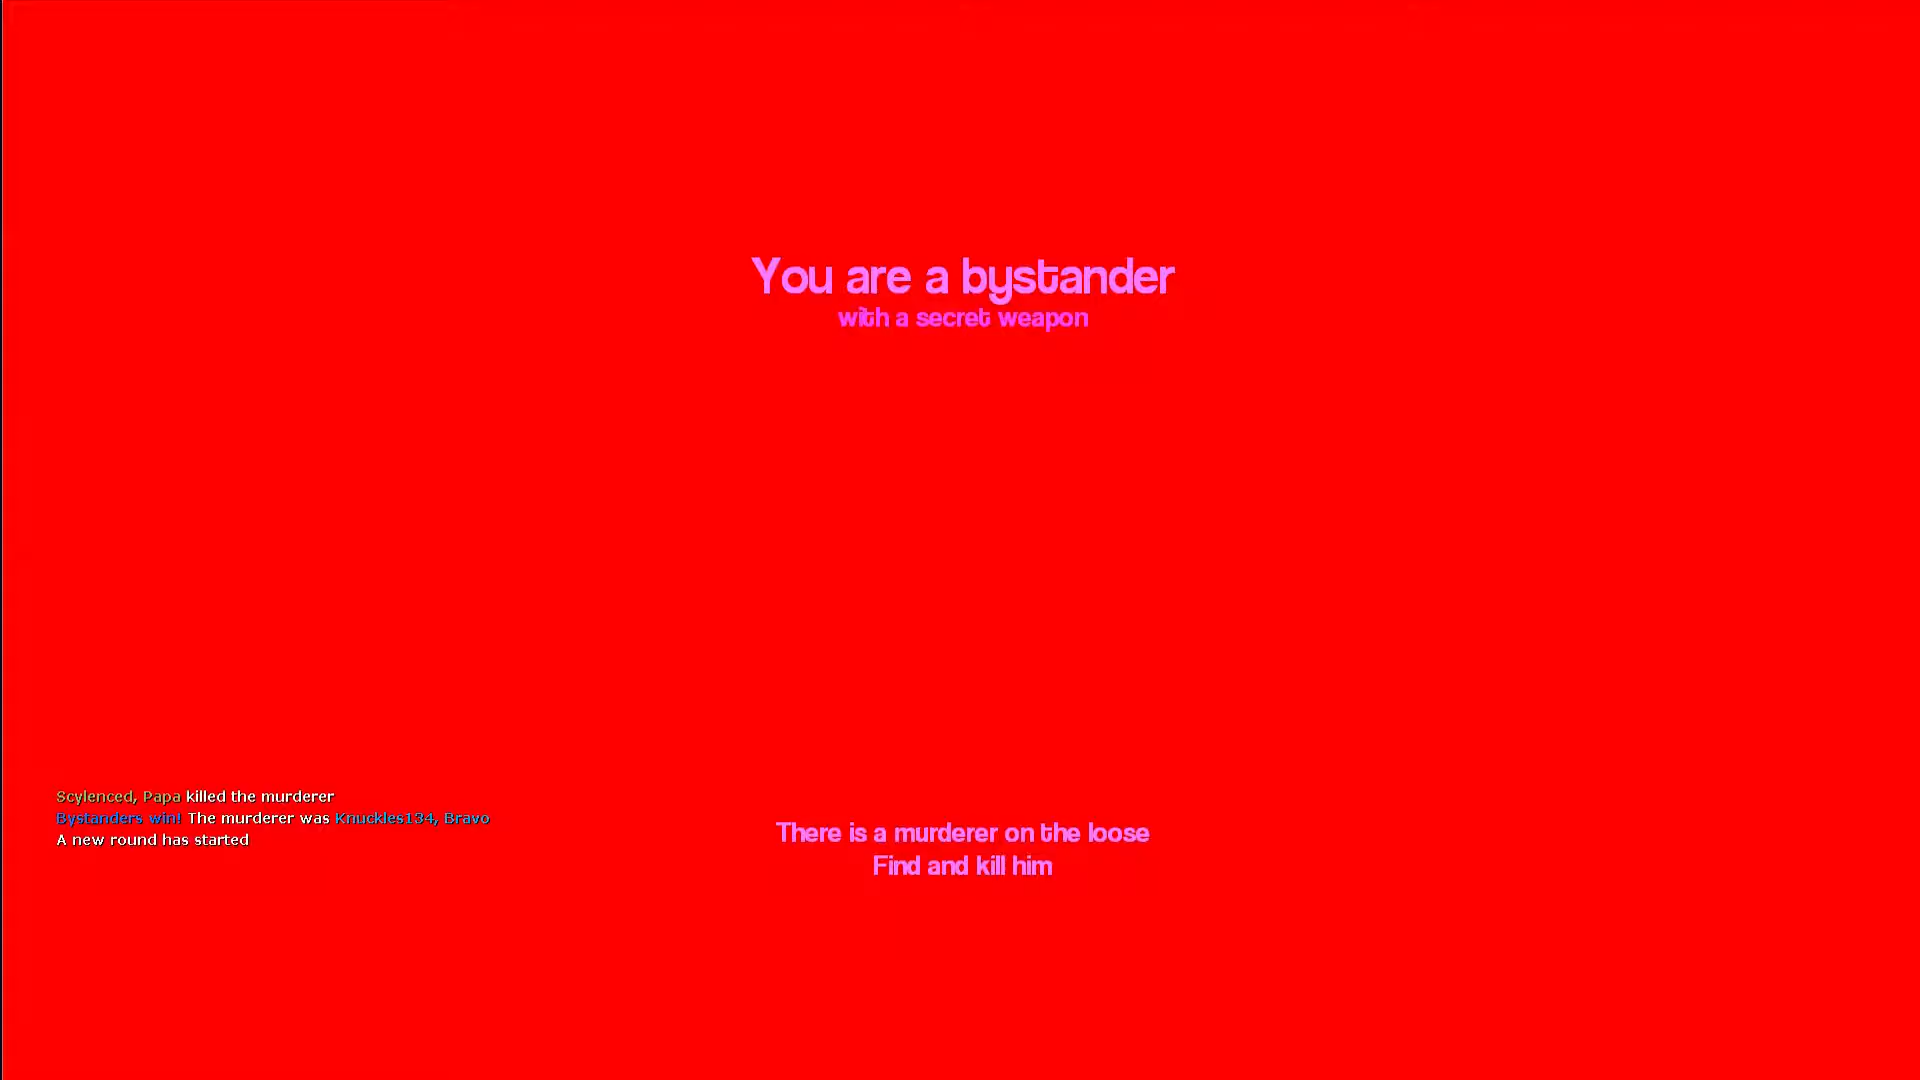 You are a bystander
with a secret weapon
Scylenced, Papa killed the murderer
Bystanders win! The murderer was Knuckles134, Bravo
A new round has started
There is a murderer on the loose
Find and kill him